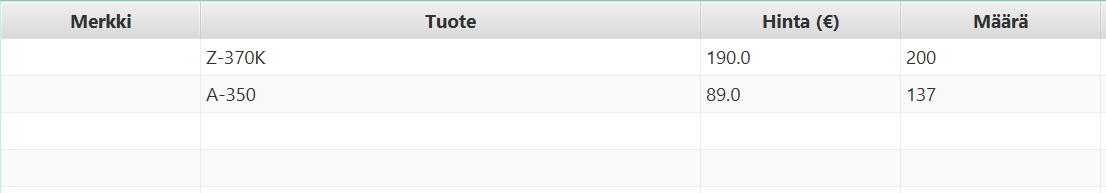 Merkki Tuote Hinta (€) Määrä
Z-370K 190.0 200
A-350 89.0 137